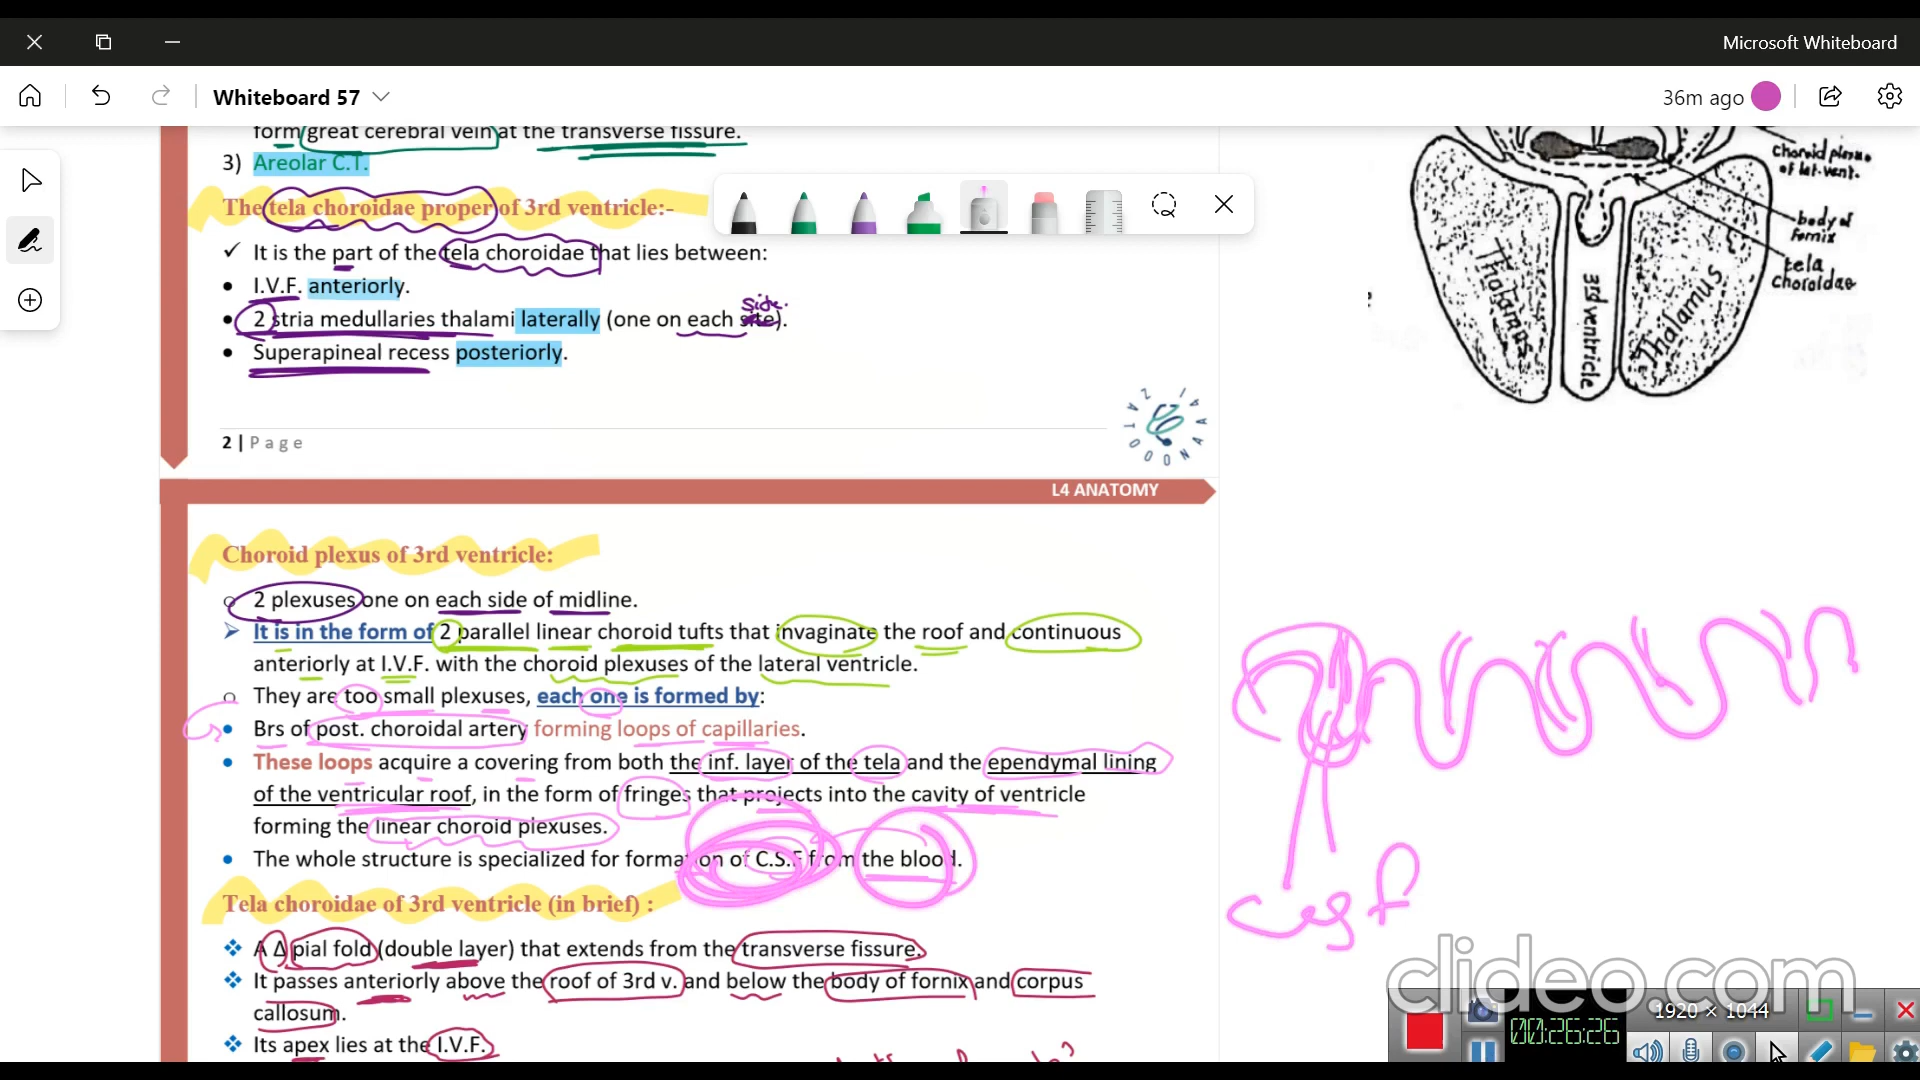 Microsoft Whiteboard
Whiteboard 57
36m ago
form great cerebral vein at the transverse fissure.
3) Areolar C.T.
The tela choroidae proper of 3rd ventricle:-
✓ It is the part of the tela choroidae that lies between:
• I.V.F. anteriorly.
side.
• 2 stria medullaries thalami laterally (one on each site).
• Superapineal recess posteriorly.
2 | Page
L4 ANATOMY
Choroid plexus of 3rd ventricle:
o 2 plexuses one on each side of midline.
➢ It is in the form of 2 parallel linear choroid tufts that invaginate the roof and continuous
anteriorly at I.V.F. with the choroid plexuses of the lateral ventricle.
o They are too small plexuses, each one is formed by:
• Brs of post. choroidal artery forming loops of capillaries.
• These loops acquire a covering from both the inf. layer of the tela and the ependymal lining
of the ventricular roof, in the form of fringes that projects into the cavity of ventricle
forming the linear choroid plexuses.
• The whole structure is specialized for formation of C.S.F from the blood.
Tela choroidae of 3rd ventricle (in brief) :
❖ A Δ pial fold (double layer) that extends from the transverse fissure.
❖ It passes anteriorly above the roof of 3rd v. and below the body of fornix and corpus
callosum.
❖ Its apex lies at the I.V.F.
choroid plexus
of lat-vent.
body of
fornix
tela
choroidae
Thalamus
3rd ventricle
Thalamus
csf
clideo.com
1920 × 1044
00:26:26